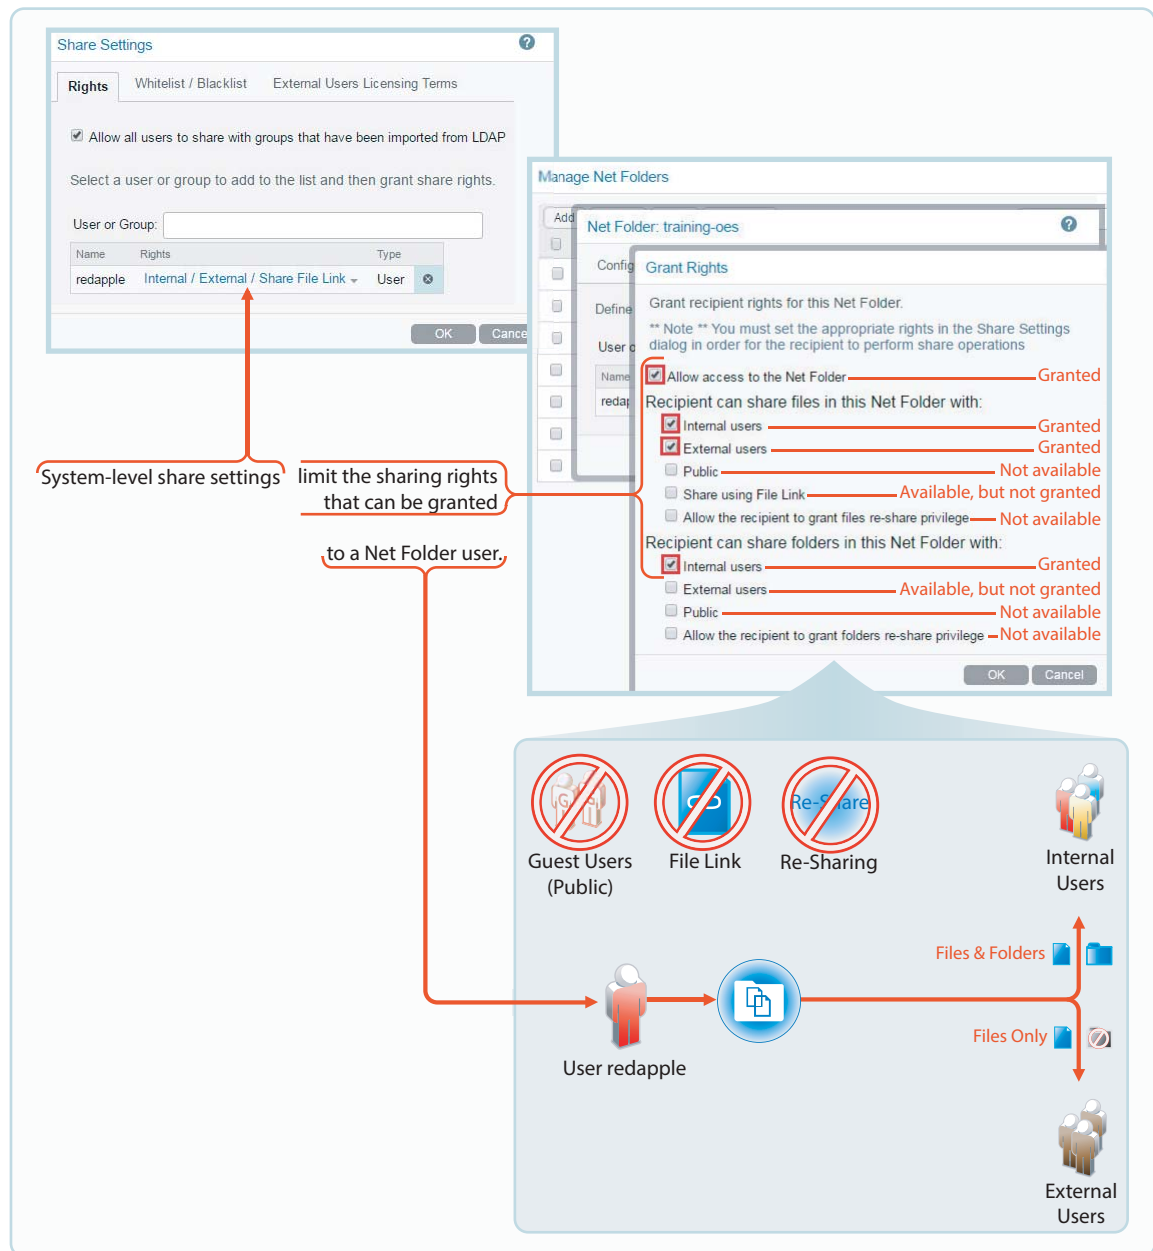 Share Settings
Rights
Whitelist / Blacklist
External Users Licensing Terms
Allow all users to share with groups that have been imported from LDAP
Select a user or group to add to the list and then grant share rights.
User or Group:
Name Rights Type
redapple Internal / External / Share File Link User
OK Cance
Manage Net Folders
Add
Net Folder: training-oes
Config
Define
User o
Name
redap
Grant Rights
Grant recipient rights for this Net Folder.
** Note ** You must set the appropriate rights in the Share Settings
dialog in order for the recipient to perform share operations
Allow access to the Net Folder Granted
Recipient can share files in this Net Folder with:
Internal users Granted
External users Granted
Public Not available
Share using File Link Available, but not granted
Allow the recipient to grant files re-share privilege Not available
Recipient can share folders in this Net Folder with:
Internal users Granted
External users Available, but not granted
Public Not available
Allow the recipient to grant folders re-share privilege Not available
OK Cancel
System-level share settings
limit the sharing rights
that can be granted
to a Net Folder user.
G G
Re-Share
Guest Users
(Public)
File Link
Re-Sharing
Internal
Users
Files & Folders
Files Only
User redapple
External
Users